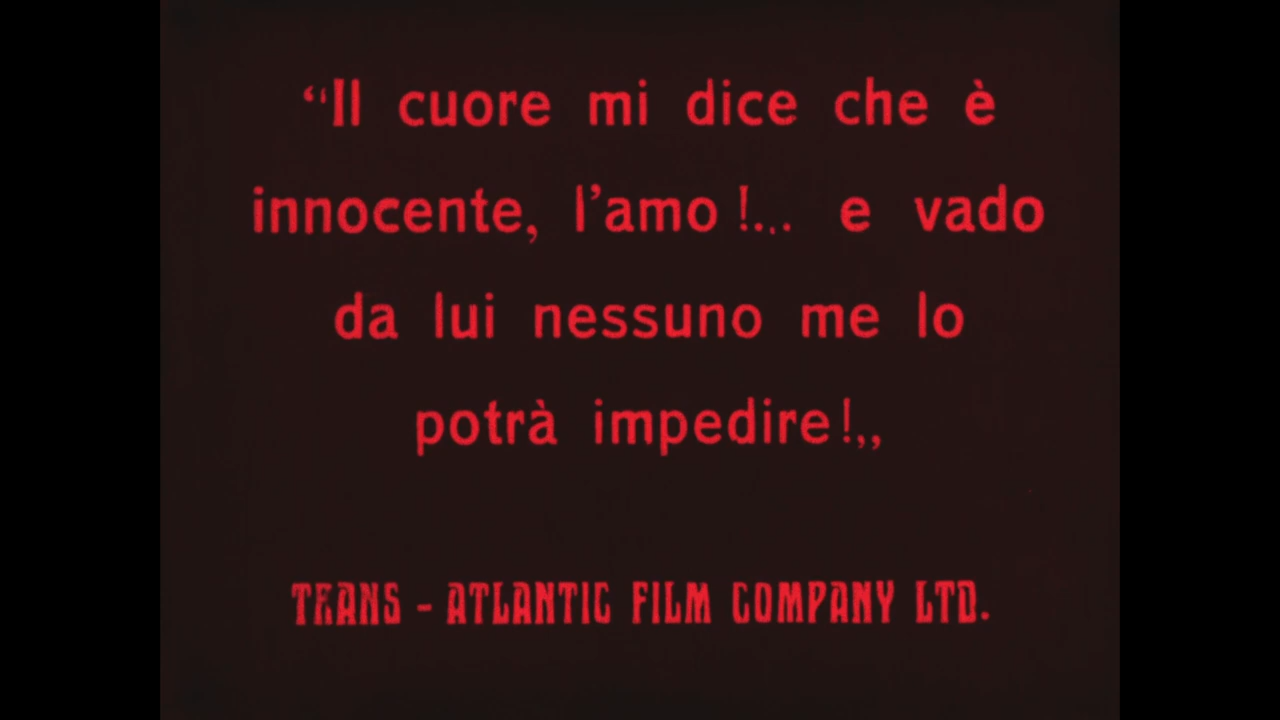 “Il cuore mi dice che è
innocente, l’amo !... e vado
da lui nessuno me lo
potrà impedire!„
TRANS - ATLANTIC FILM COMPANY LTD.